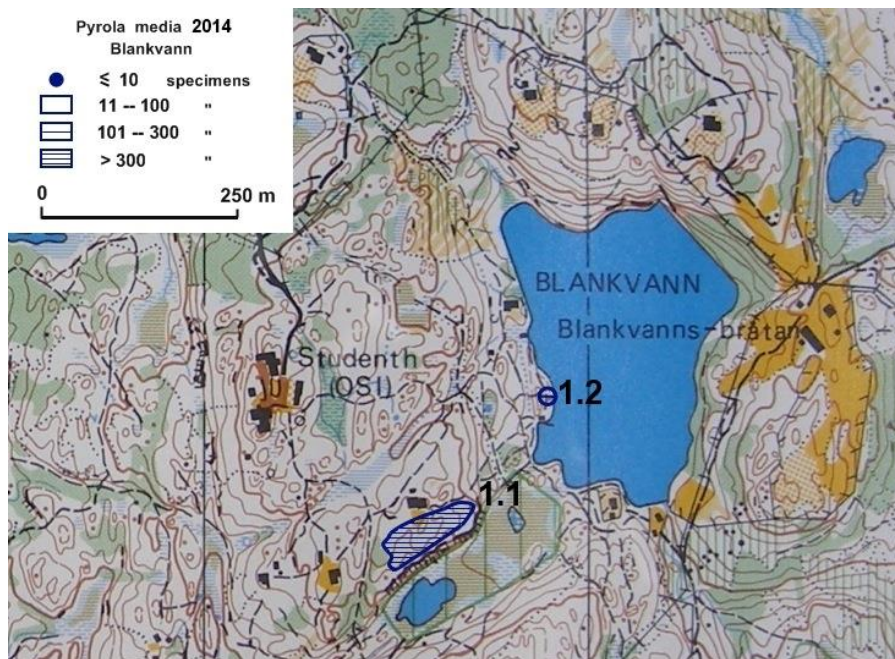 Pyrola media 2014
Blankvann
≤ 10 specimens
11 -- 100 "
101 -- 300 "
> 300 "
0 250 m
BLANKVANN
Blankvanns-bråtan
Studenth.
(OSI)
1.2
1.1